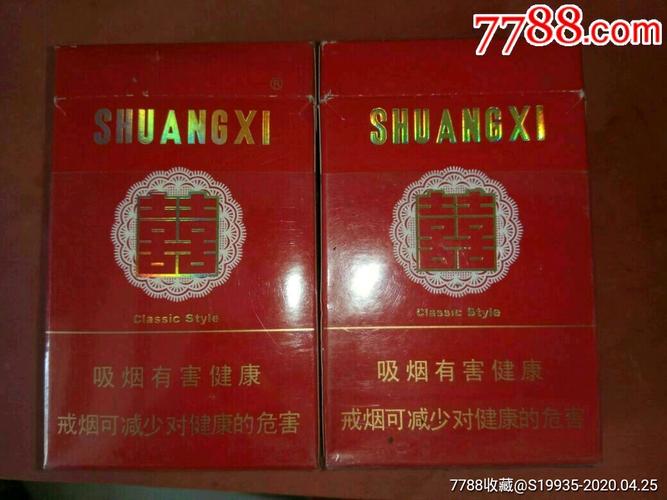 7788.com
®
SHUANGXI
囍
Classic Style
吸烟有害健康
戒烟可减少对健康的危害
SHUANGXI
囍
Classic Style
吸烟有害健康
戒烟可减少对健康的危害
7788收藏@S19935-2020.04.25